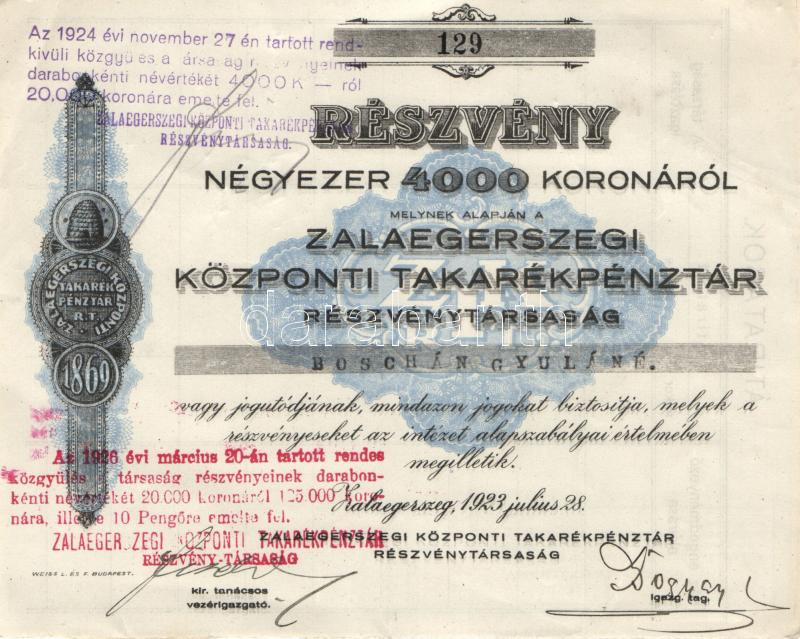 129
Az 1924 évi november 27 én tartott rend-
kivüli közgyűlés a társaság részvényeinek
darabonkénti névértékét 4000 K — ról
20,000 koronára emelte fel.
ZALAEGERSZEGI KÖZPONTI TAKARÉKPÉNZTÁR
RÉSZVÉNYTÁRSASÁG.
RÉSZVÉNY
NÉGYEZER 4000 KORONÁRÓL
MELYNEK ALAPJÁN A
ZALAEGERSZEGI
KÖZPONTI TAKARÉKPÉNZTÁR
RÉSZVÉNYTÁRSASÁG
ZALAEGERSZEGI KÖZPONTI
TAKARÉK
PÉNZTÁR
R.T.
1869
darabanth
BOSCHÁN GYULÁNÉ.
vagy jogutódjának, mindazon jogokat biztosítja, melyek a
részvényeseket az intézet alapszabályai értelmében
megilletik.
Az 1926 évi március 20-án tartott rendes
közgyűlés társaság részvényeinek darabon-
kénti névértékét 20.000 koronáról 125.000 koro-
nára, illetve 10 Pengőre emelte fel.
ZALAEGERSZEGI KÖZPONTI TAKARÉKPÉNZTÁR
RÉSZVÉNY-TÁRSASÁG
Zalaegerszeg, 1923 julius 28.
ZALAEGERSZEGI KÖZPONTI TAKARÉKPÉNZTÁR
RÉSZVÉNYTÁRSASÁG
WEISS L. ÉS F. BUDAPEST.
kir. tanácsos
vezérigazgató.
igazg. tag.